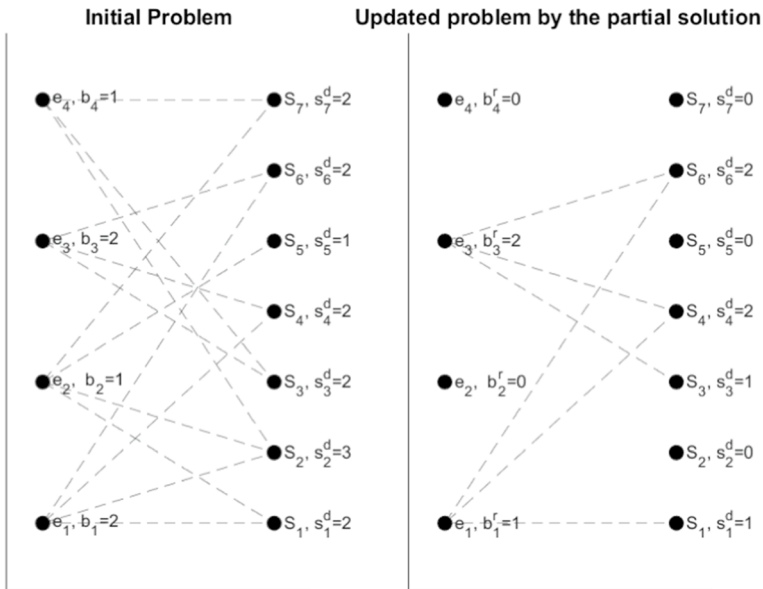 Initial Problem
Updated problem by the partial solution
e₄, b₄=1
S₇, s₇ᵈ=2
e₄, b₄ʳ=0
S₇, s₇ᵈ=0
S₆, s₆ᵈ=2
S₆, s₆ᵈ=2
e₃, b₃=2
S₅, s₅ᵈ=1
e₃, b₃ʳ=2
S₅, s₅ᵈ=0
S₄, s₄ᵈ=2
S₄, s₄ᵈ=2
e₂, b₂=1
S₃, s₃ᵈ=2
e₂, b₂ʳ=0
S₃, s₃ᵈ=1
S₂, s₂ᵈ=3
S₂, s₂ᵈ=0
e₁, b₁=2
S₁, s₁ᵈ=2
e₁, b₁ʳ=1
S₁, s₁ᵈ=1